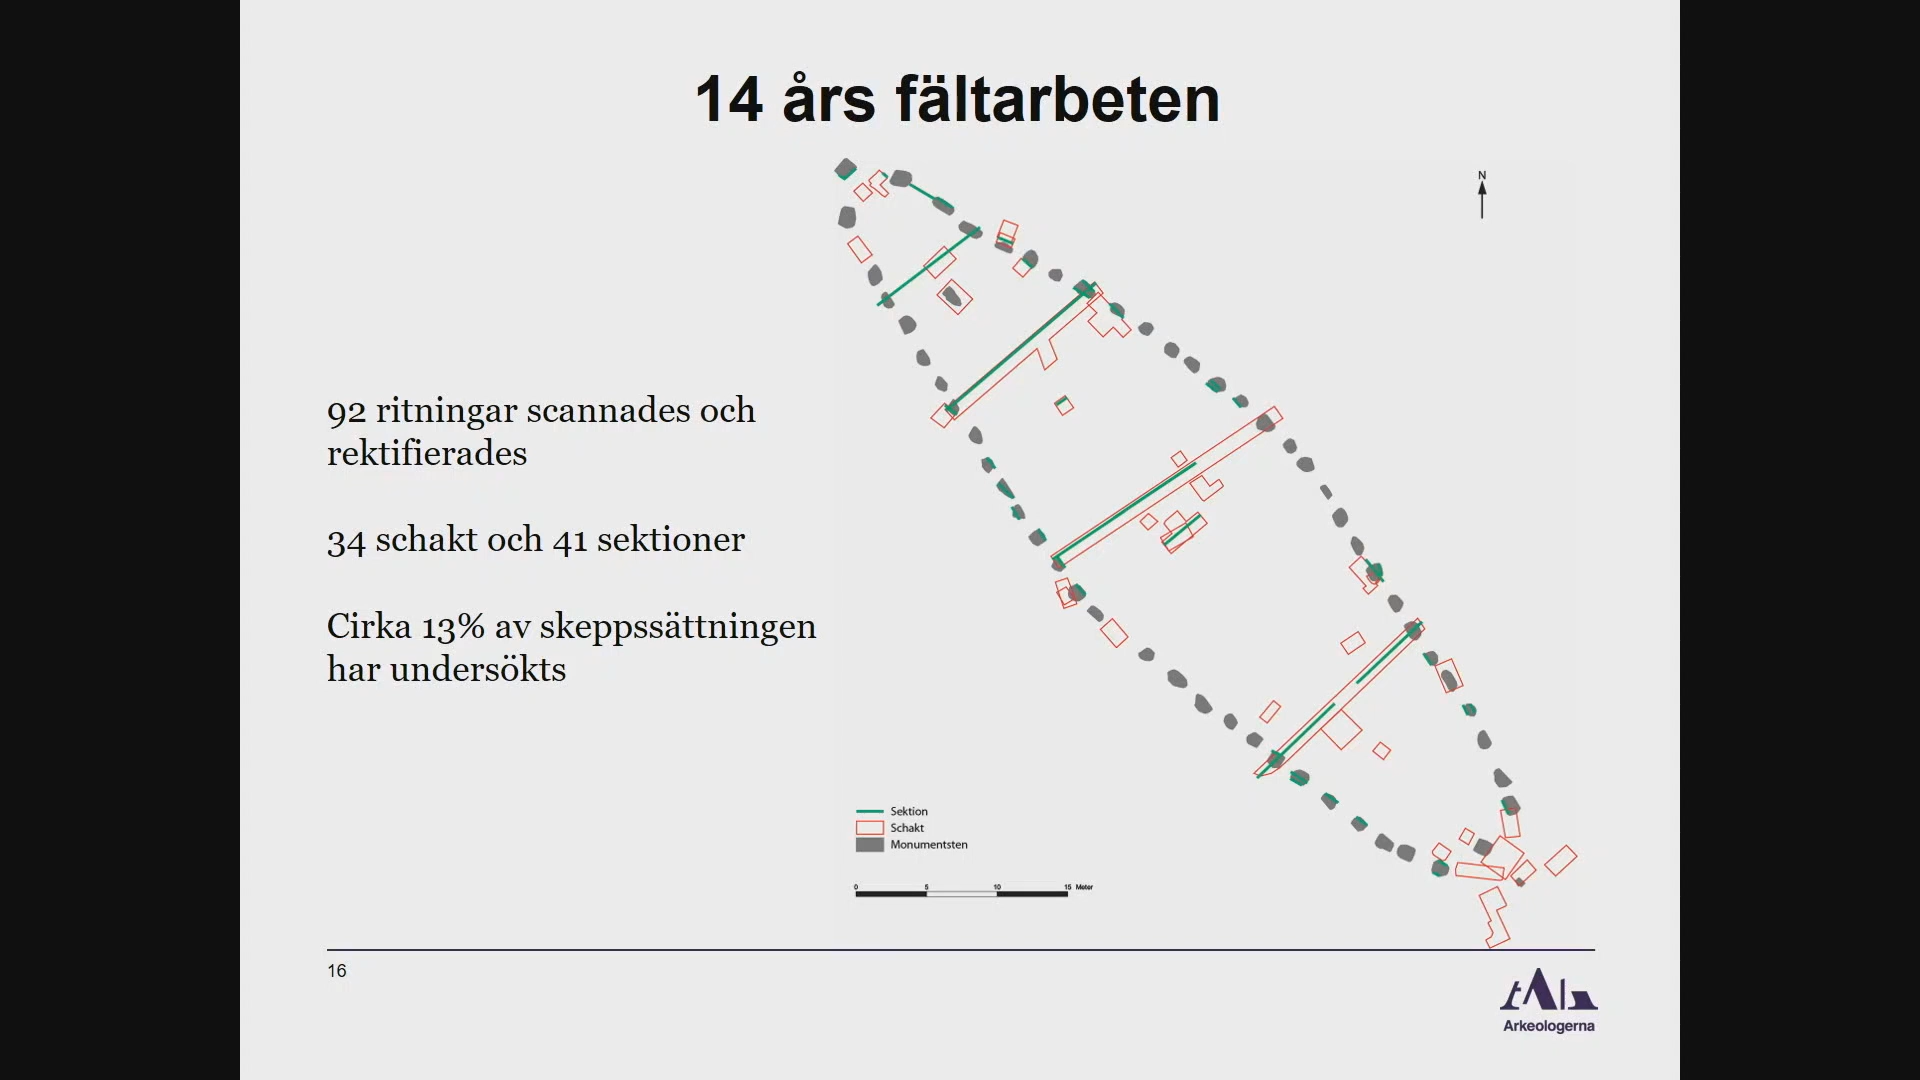 14 års fältarbeten
N
92 ritningar scannades och
rektifierades
34 schakt och 41 sektioner
Cirka 13% av skeppssättningen
har undersökts
Sektion
Schakt
Monumentsten
0 5 10 15 Meter
16
Arkeologerna